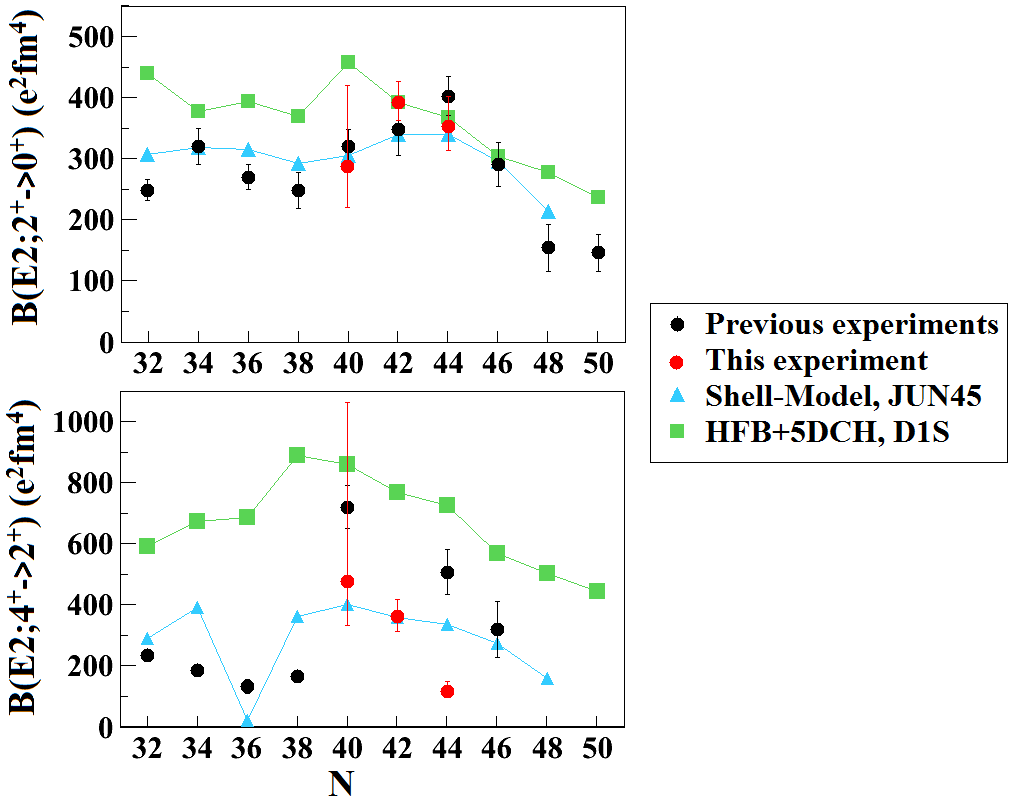 B(E2;2⁺->0⁺) (e²fm⁴)
500
400
300
200
100
0
32 34 36 38 40 42 44 46 48 50
Previous experiments
This experiment
Shell-Model, JUN45
HFB+5DCH, D1S
B(E2;4⁺->2⁺) (e²fm⁴)
1000
800
600
400
200
0
32 34 36 38 40 42 44 46 48 50
N